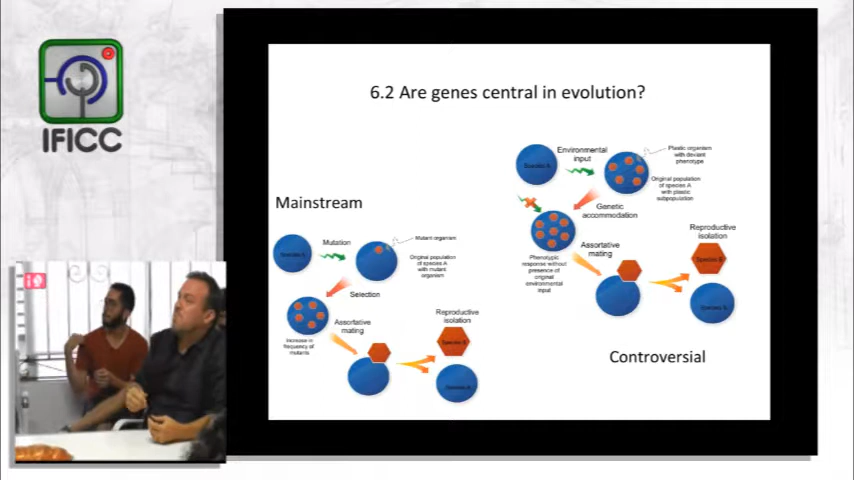 IFICC
6.2 Are genes central in evolution?
Mainstream
Species A
Mutation
Mutant organism
Original population
of species A
with mutant
organism
Selection
Increase in
frequency of
mutants
Assortative
mating
Reproductive
isolation
Species B
Species A
Species A
Environmental
input
Plastic organism
with deviant
phenotype
Original population
of species A
with plastic
subpopulation
Genetic
accommodation
Phenotypic
response without
presence of
original
environmental
input
Assortative
mating
Reproductive
isolation
Species B
Controversial